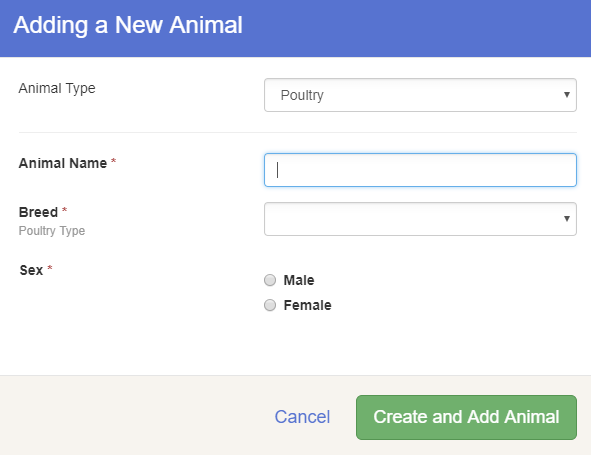 Adding a New Animal
Animal Type
Poultry
Animal Name *
Breed *
Poultry Type
Sex *
Male
Female
Cancel
Create and Add Animal